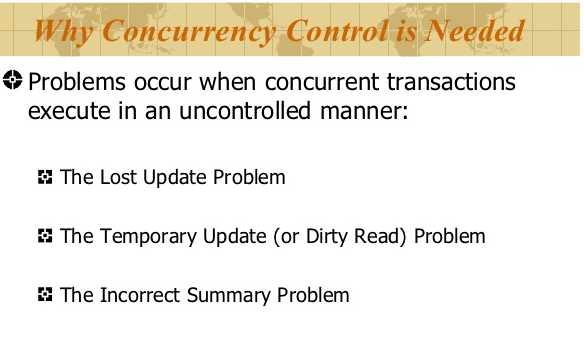 Why Concurrency Control is Needed
Problems occur when concurrent transactions
execute in an uncontrolled manner:
The Lost Update Problem
The Temporary Update (or Dirty Read) Problem
The Incorrect Summary Problem